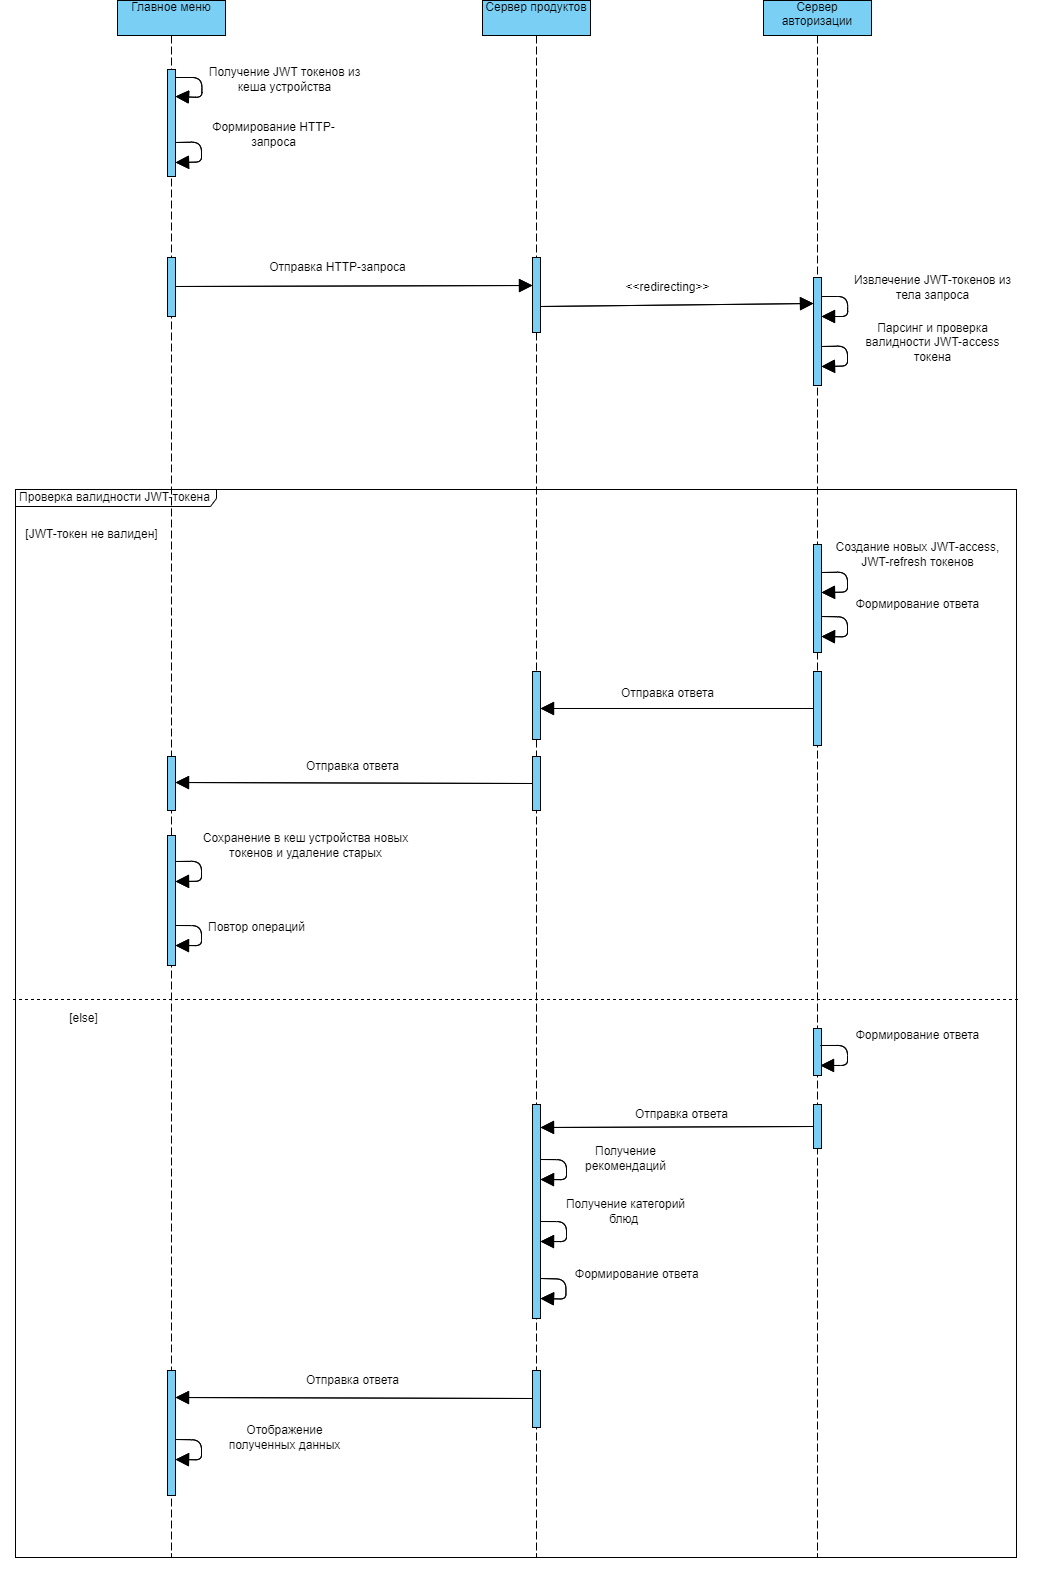 Главное меню
Сервер продуктов
Сервер
авторизации
Получение JWT токенов из
кеша устройства
Формирование HTTP-
запроса
Отправка HTTP-запроса
<<redirecting>>
Извлечение JWT-токенов из
тела запроса
Парсинг и проверка
валидности JWT-access
токена
Проверка валидности JWT-токена
[JWT-токен не валиден]
Создание новых JWT-access,
JWT-refresh токенов
Формирование ответа
Отправка ответа
Отправка ответа
Сохранение в кеш устройства новых
токенов и удаление старых
Повтор операций
[else]
Формирование ответа
Отправка ответа
Получение
рекомендаций
Получение категорий
блюд
Формирование ответа
Отправка ответа
Отображение
полученных данных